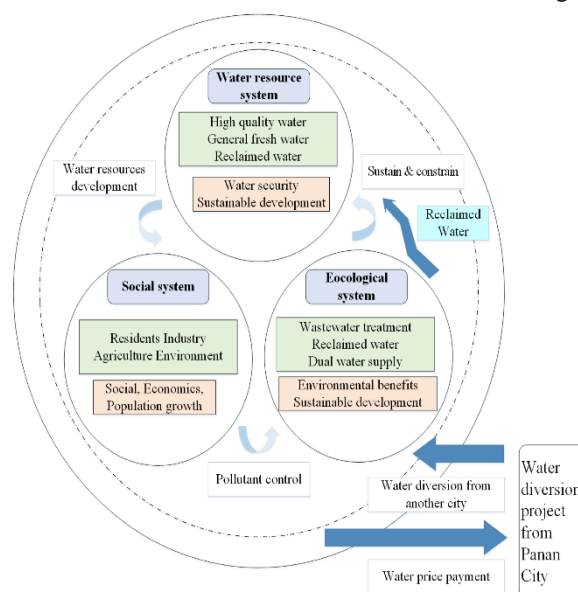 Water resource
system
High quality water
General fresh water
Reclaimed water
Water security
Sustainable development
Water resources
development
Sustain & constrain
Reclaimed
Water
Social system
Residents Industry
Agriculture Environment
Social, Economics,
Population growth
Eocological
system
Wastewater treatment
Reclaimed water
Dual water supply
Environmental benefits
Sustainable development
Pollutant control
Water diversion from
another city
Water price payment
Water
diversion
project
from
Panan
City